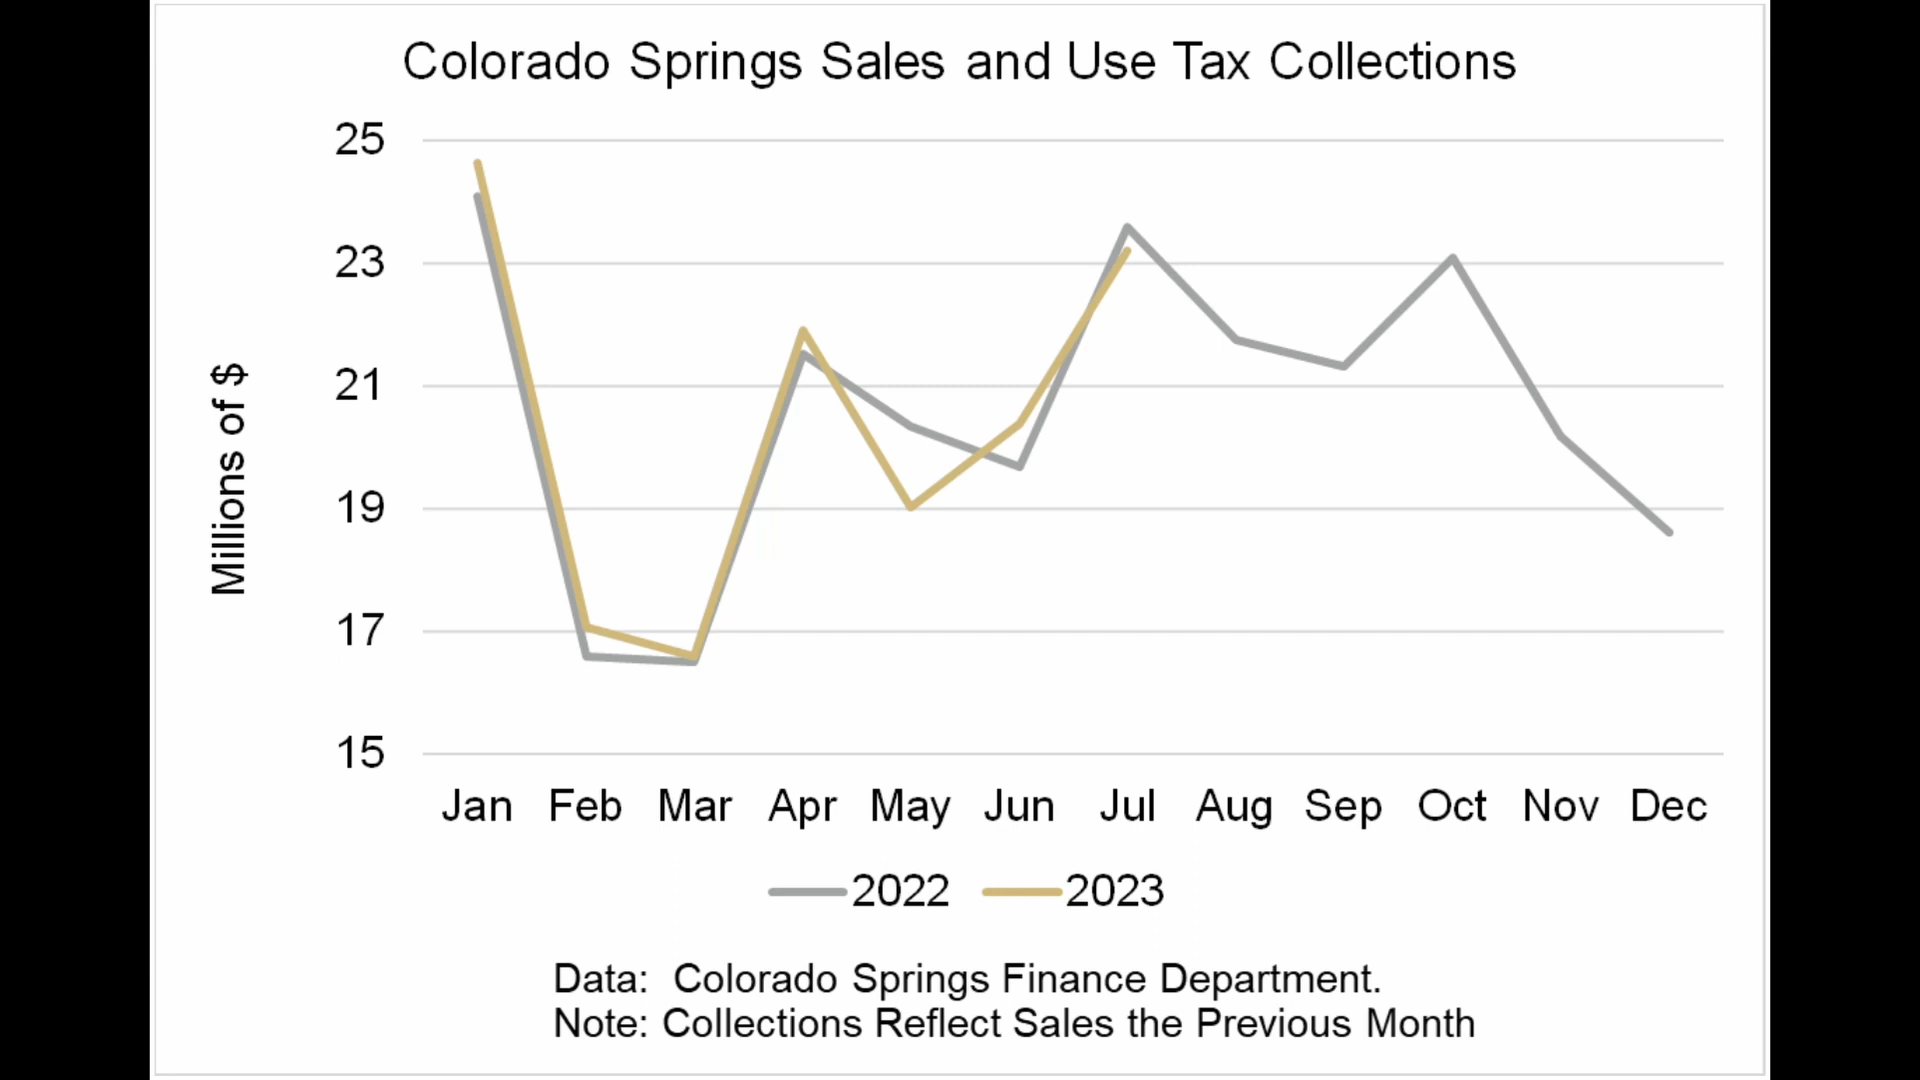 Colorado Springs Sales and Use Tax Collections
Millions of $
25
23
21
19
17
15
Jan Feb Mar Apr May Jun Jul Aug Sep Oct Nov Dec
2022 2023
Data:  Colorado Springs Finance Department.
Note: Collections Reflect Sales the Previous Month